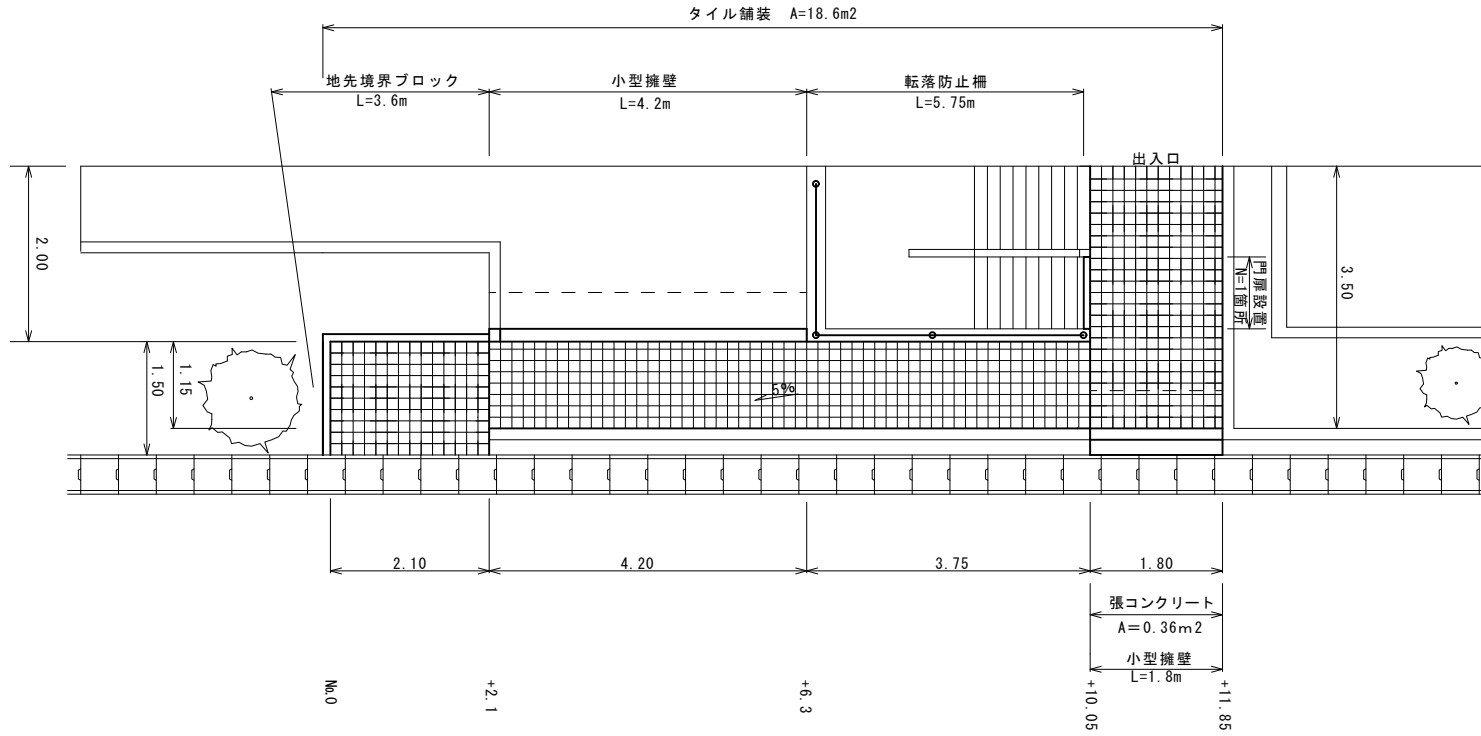 タイル舗装 A=18.6m2
地先境界ブロック
L=3.6m
小型擁壁
L=4.2m
転落防止柵
L=5.75m
出入口
2.00
3.50
門扉設置
N=1箇所
1.50
1.15
5%
2.10
4.20
3.75
1.80
張コンクリート
A=0.36m2
小型擁壁
L=1.8m
№0
+2.1
+6.3
+10.05
+11.85